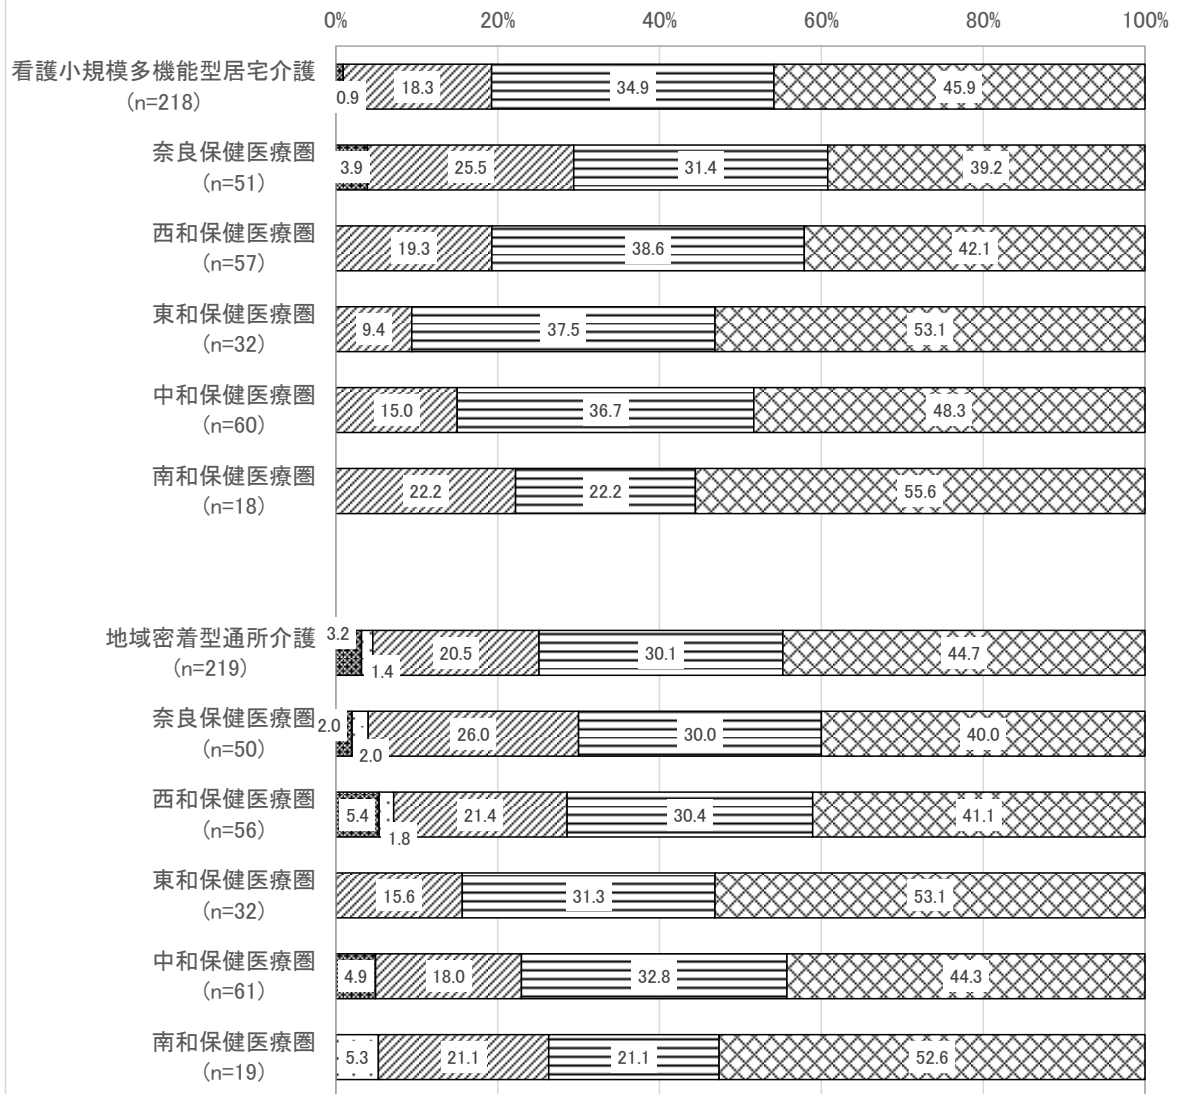 0% 20% 40% 60% 80% 100%
看護小規模多機能型居宅介護
(n=218)
0.9 18.3 34.9 45.9
奈良保健医療圏
(n=51)
3.9 25.5 31.4 39.2
西和保健医療圏
(n=57)
19.3 38.6 42.1
東和保健医療圏
(n=32)
9.4 37.5 53.1
中和保健医療圏
(n=60)
15.0 36.7 48.3
南和保健医療圏
(n=18)
22.2 22.2 55.6
地域密着型通所介護
(n=219)
3.2 1.4 20.5 30.1 44.7
奈良保健医療圏
(n=50)
2.0 2.0 26.0 30.0 40.0
西和保健医療圏
(n=56)
5.4 1.8 21.4 30.4 41.1
東和保健医療圏
(n=32)
15.6 31.3 53.1
中和保健医療圏
(n=61)
4.9 18.0 32.8 44.3
南和保健医療圏
(n=19)
5.3 21.1 21.1 52.6